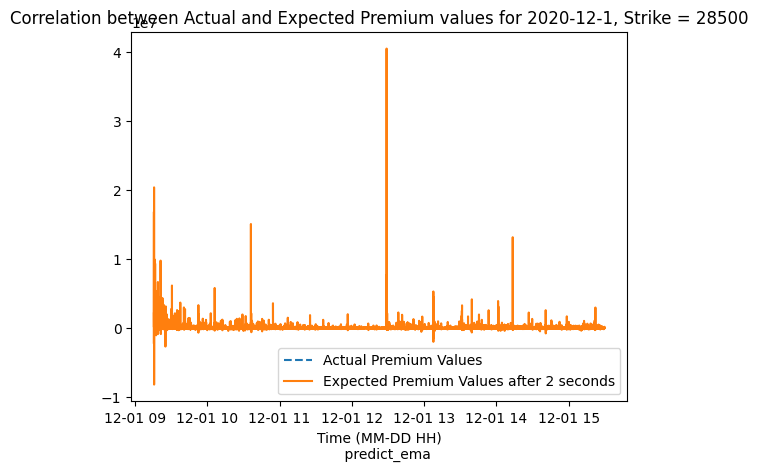 Correlation between Actual and Expected Premium values for 2020-12-1, Strike = 28500
1e7
4
3
2
1
0
−1
12-01 09 12-01 10 12-01 11 12-01 12 12-01 13 12-01 14 12-01 15
Actual Premium Values
Expected Premium Values after 2 seconds
Time (MM-DD HH)
predict_ema